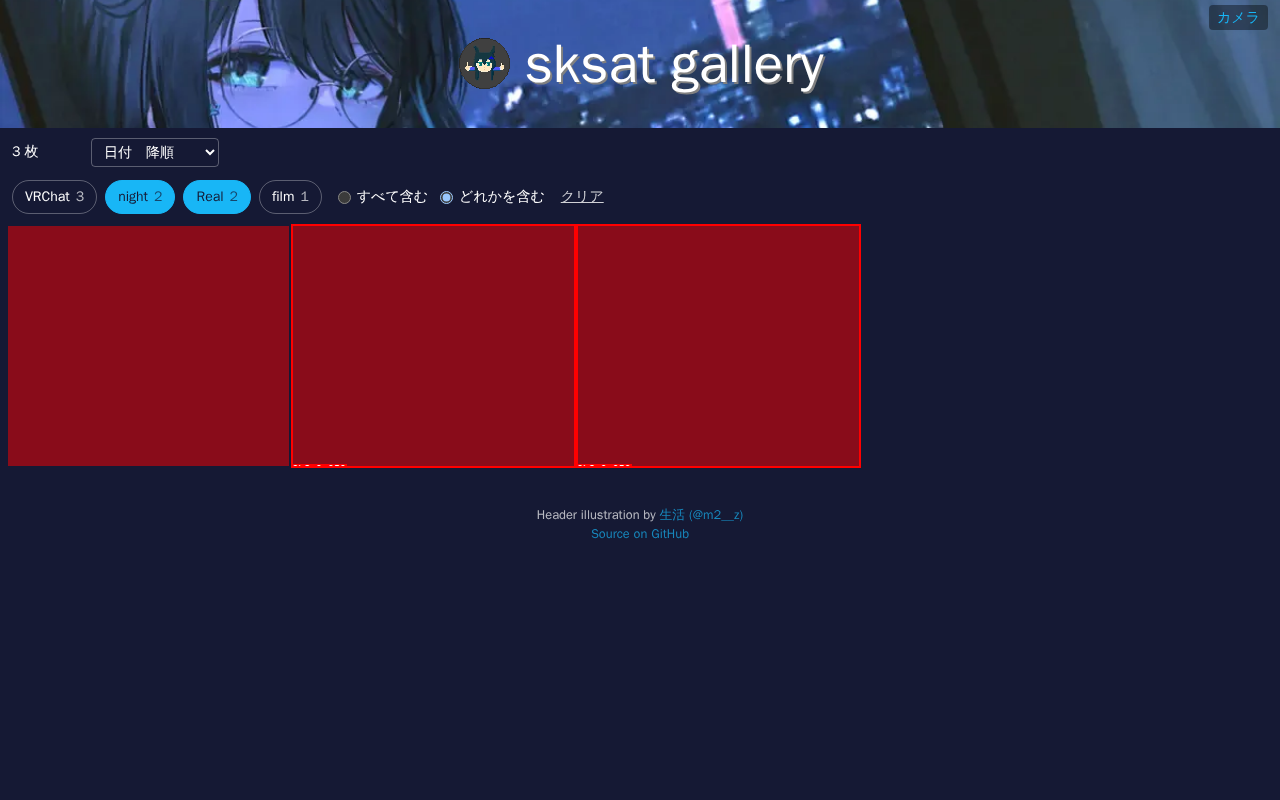 カメラ
sksat gallery
3 枚
日付 降順
VRChat 3
night 2
Real 2
film 1
すべて含む
どれかを含む
クリア
Header illustration by 生活 (@m2__z)
Source on GitHub